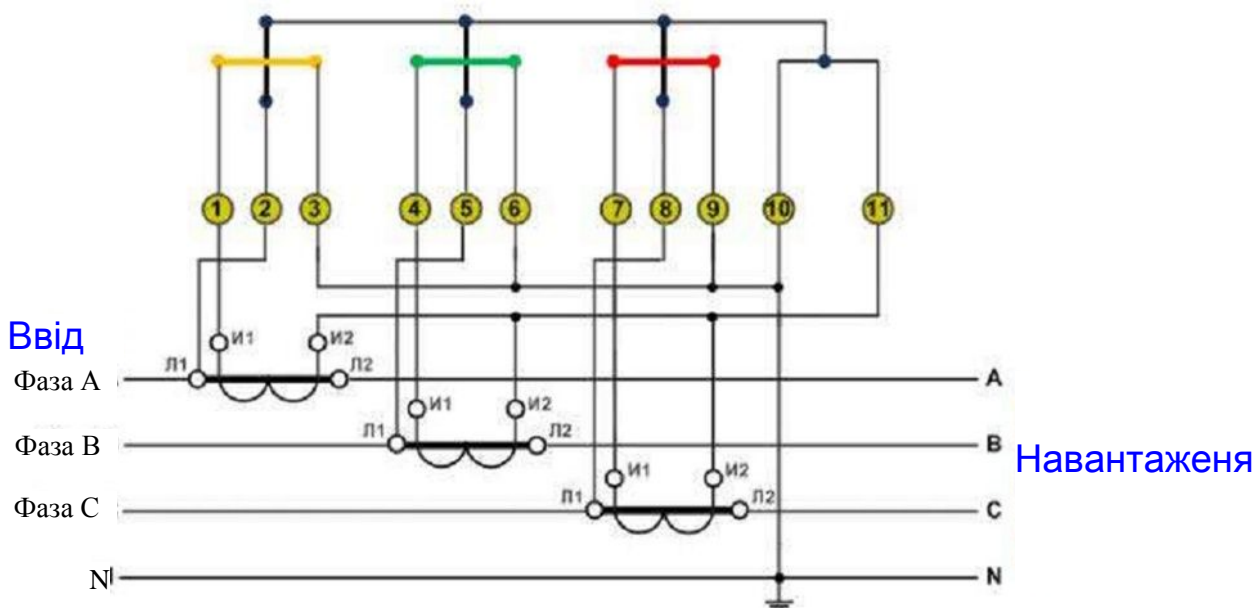 1 2 3 4 5 6 7 8 9 10 11
Ввід
И1 И2
Л1 Л2
Фаза А А
И1 И2
Л1 Л2
Фаза В В
Навантаженя
И1 И2
Л1 Л2
Фаза С С
N N